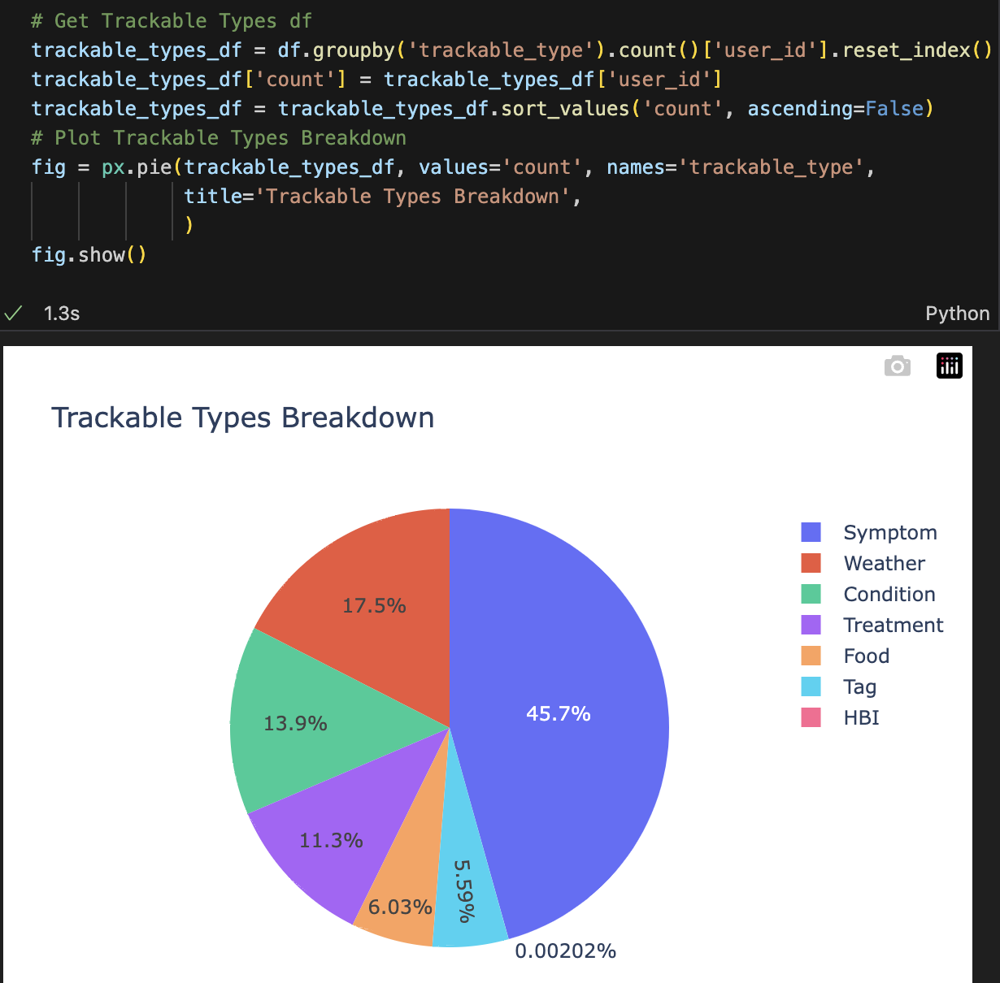 # Get Trackable Types df
trackable_types_df = df.groupby('trackable_type').count()['user_id'].reset_index()
trackable_types_df['count'] = trackable_types_df['user_id']
trackable_types_df = trackable_types_df.sort_values('count', ascending=False)
# Plot Trackable Types Breakdown
fig = px.pie(trackable_types_df, values='count', names='trackable_type',
title='Trackable Types Breakdown',
)
fig.show()
1.3s
Python
Trackable Types Breakdown
Symptom
Weather
Condition
Treatment
Food
Tag
HBI
17.5%
45.7%
13.9%
11.3%
6.03%
5.59%
0.00202%